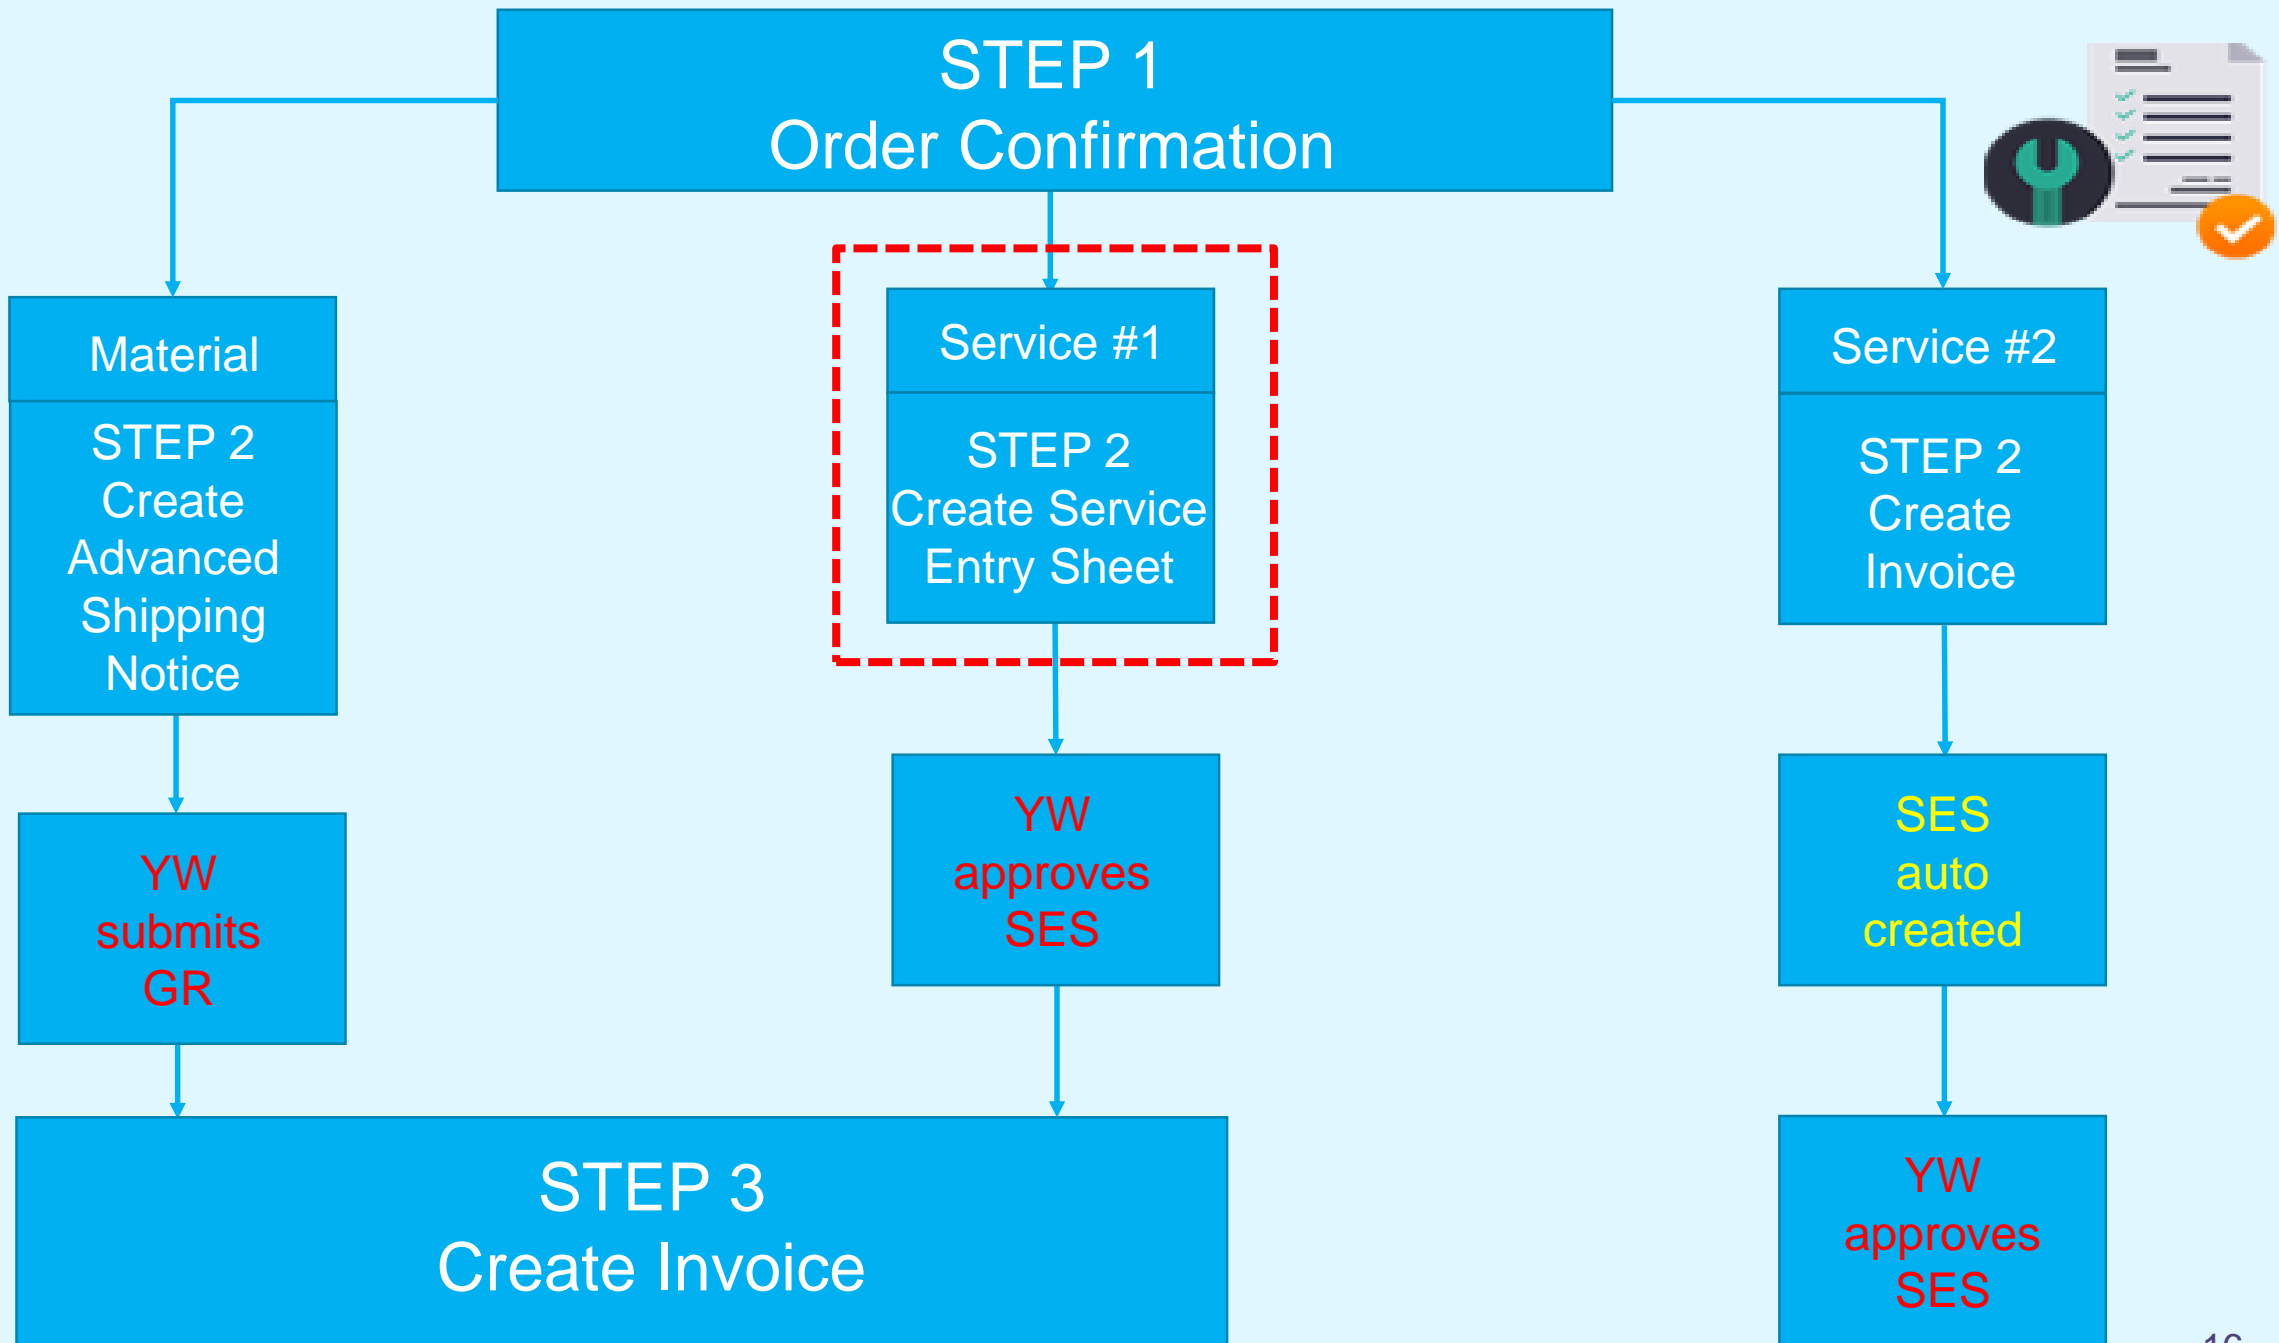 STEP 1
Order Confirmation
Material
STEP 2
Create
Advanced
Shipping
Notice
YW
submits
GR
Service #1
STEP 2
Create Service
Entry Sheet
YW
approves
SES
STEP 3
Create Invoice
Service #2
STEP 2
Create
Invoice
SES
auto
created
YW
approves
SES